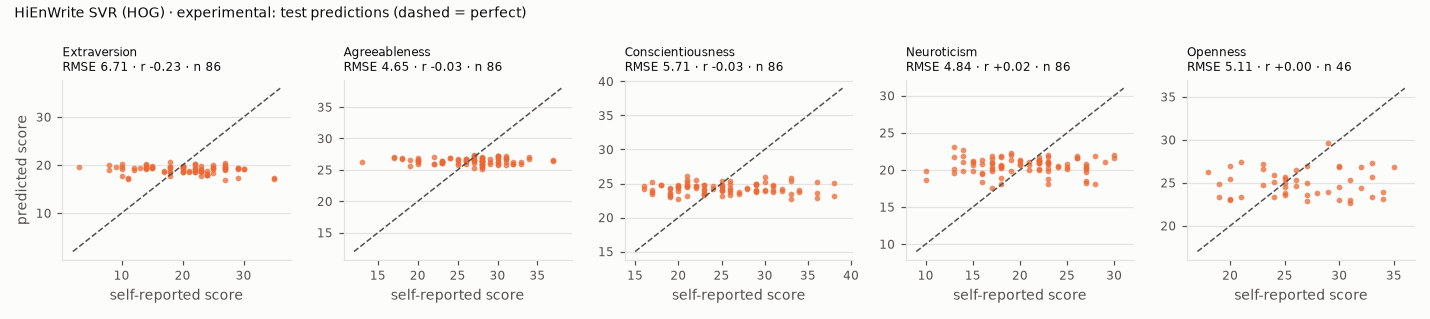 HiEnWrite SVR (HOG) · experimental: test predictions (dashed = perfect)
Extraversion
RMSE 6.71 · r -0.23 · n 86
Agreeableness
RMSE 4.65 · r -0.03 · n 86
Conscientiousness
RMSE 5.71 · r -0.03 · n 86
Neuroticism
RMSE 4.84 · r +0.02 · n 86
Openness
RMSE 5.11 · r +0.00 · n 46
predicted score
30
20
10
10 20 30
self-reported score
35
30
25
20
15
15 20 25 30 35
self-reported score
40
35
30
25
20
15
15 20 25 30 35 40
self-reported score
30
25
20
15
10
10 15 20 25 30
self-reported score
35
30
25
20
20 25 30 35
self-reported score